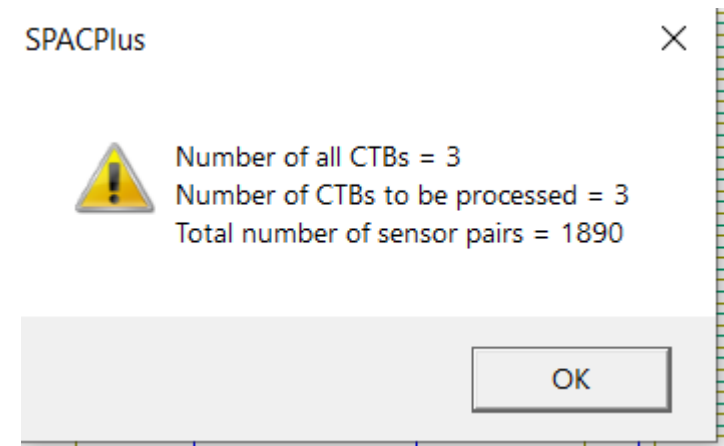 SPACPlus
Number of all CTBs = 3
Number of CTBs to be processed = 3
Total number of sensor pairs = 1890
OK